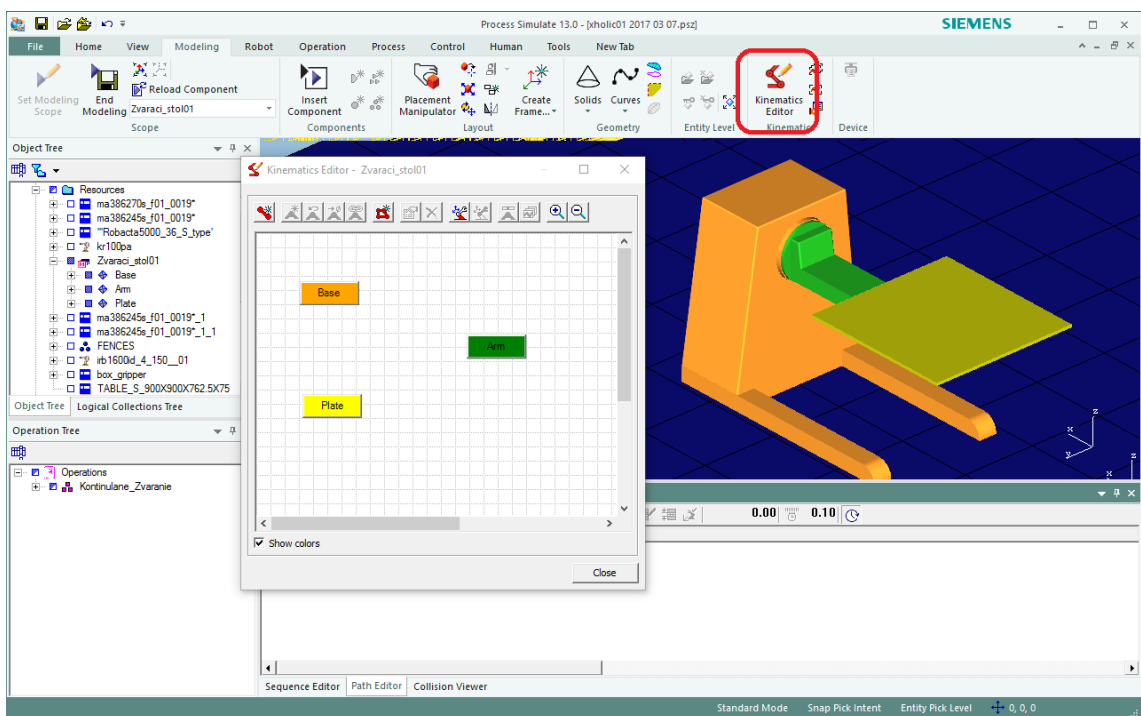 Process Simulate 13.0 - [xholic01 2017 03 07.psz]
SIEMENS
File Home View Modeling Robot Operation Process Control Human Tools New Tab
Set Modeling Scope
End Modeling
Reload Component
Zvaraci_stol01
Insert Component
Placement Manipulator
Create Frame...
Solids
Curves
Kinematics Editor
Scope Components Layout Geometry Entity Level Kinematic Device
Object Tree
Resources
ma386270s_f01_0019*
ma386245s_f01_0019*
'"Robacta5000_36_S_type'
kr100pa
Zvaraci_stol01
Base
Arm
Plate
ma386245s_f01_0019*_1
ma386245s_f01_0019*_1_1
FENCES
irb1600id_4_150__01
box_gripper
TABLE_S_900X900X762.5X75
Object Tree Logical Collections Tree
Operation Tree
Operations
Kontinulane_Zvaranie
Kinematics Editor - Zvaraci_stol01
Base
Arm
Plate
Show colors
Close
z
x
y
z
x
0.00 0.10
Sequence Editor Path Editor Collision Viewer
Standard Mode Snap Pick Intent Entity Pick Level 0, 0, 0